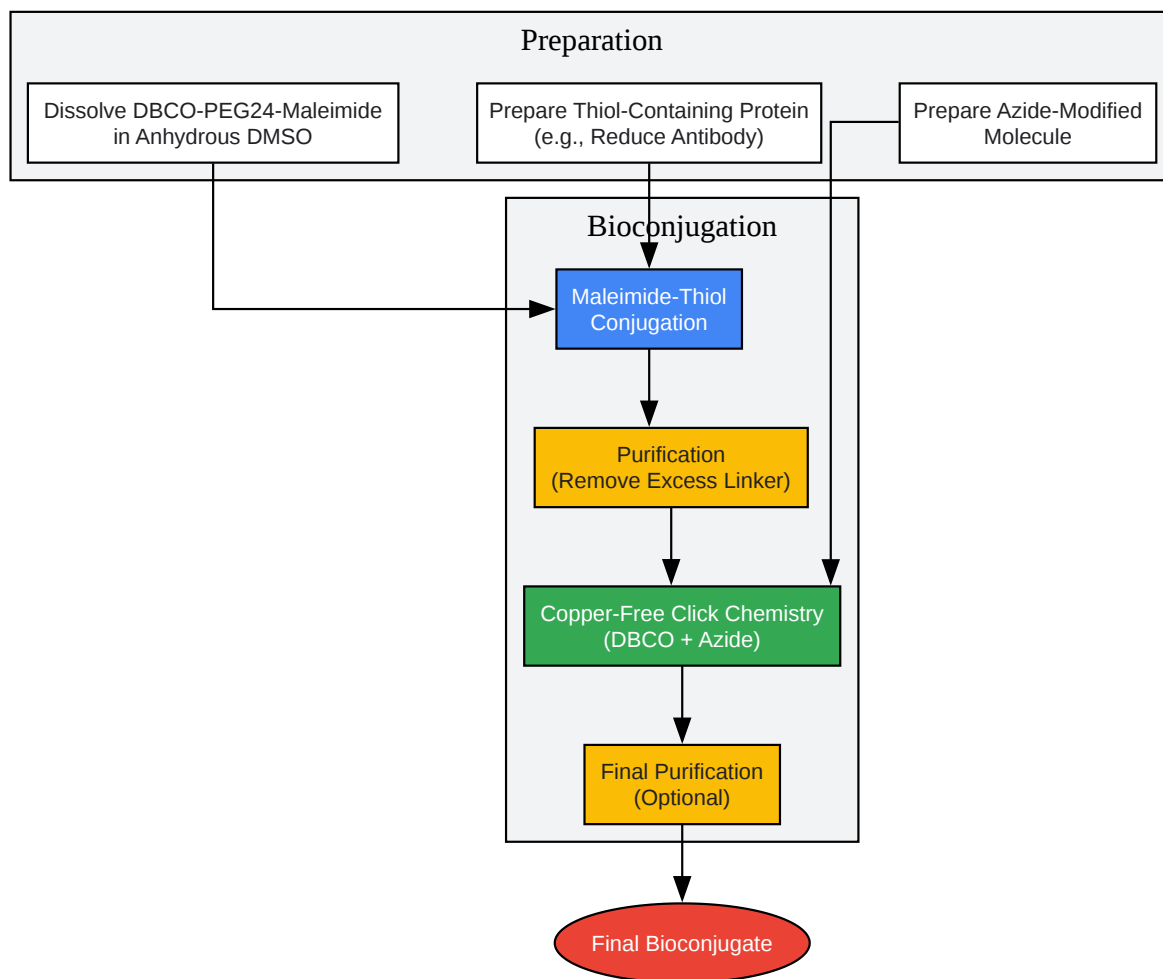 Preparation
Dissolve DBCO-PEG24-Maleimide
in Anhydrous DMSO
Prepare Thiol-Containing Protein
(e.g., Reduce Antibody)
Prepare Azide-Modified
Molecule
Bioconjugation
Maleimide-Thiol
Conjugation
Purification
(Remove Excess Linker)
Copper-Free Click Chemistry
(DBCO + Azide)
Final Purification
(Optional)
Final Bioconjugate